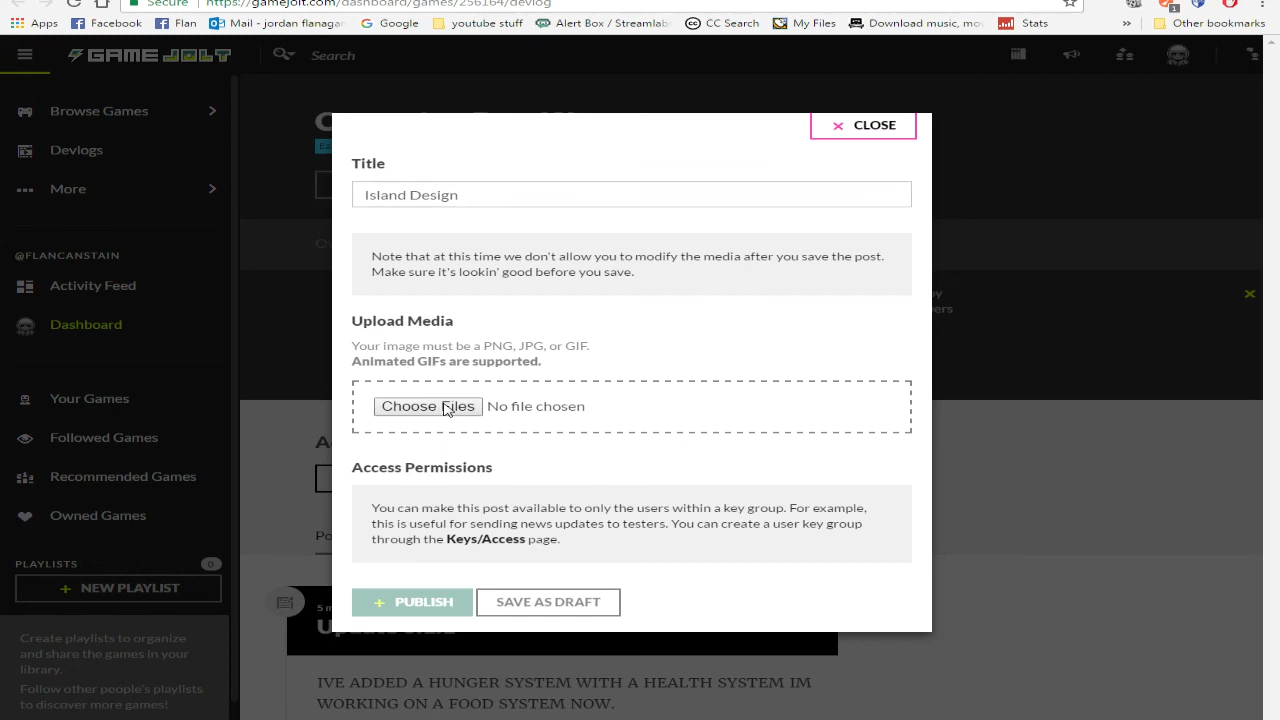 Secure https://gamejolt.com/dashboard/games/256164/devlog
Apps Facebook Flan Mail - jordan flanagan Google youtube stuff Alert Box / Streamlabs Search My Files Download music, mov Stats » Other bookmarks
GAME JOLT Search
Browse Games
Devlogs
More
@FLANCANSTAIN
Activity Feed
Dashboard
Your Games
Followed Games
Recommended Games
Owned Games
PLAYLISTS 0
+ NEW PLAYLIST
Create playlists to organize
and share the games in your
library.
Follow other people's playlists
to discover more games!
× CLOSE
Title
Island Design
Note that at this time we don't allow you to modify the media after you save the post.
Make sure it's lookin' good before you save.
Upload Media
Your image must be a PNG, JPG, or GIF.
Animated GIFs are supported.
Choose Files No file chosen
Access Permissions
You can make this post available to only the users within a key group. For example,
this is useful for sending news updates to testers. You can create a user key group
through the Keys/Access page.
+ PUBLISH SAVE AS DRAFT
IVE ADDED A HUNGER SYSTEM WITH A HEALTH SYSTEM IM
WORKING ON A FOOD SYSTEM NOW.